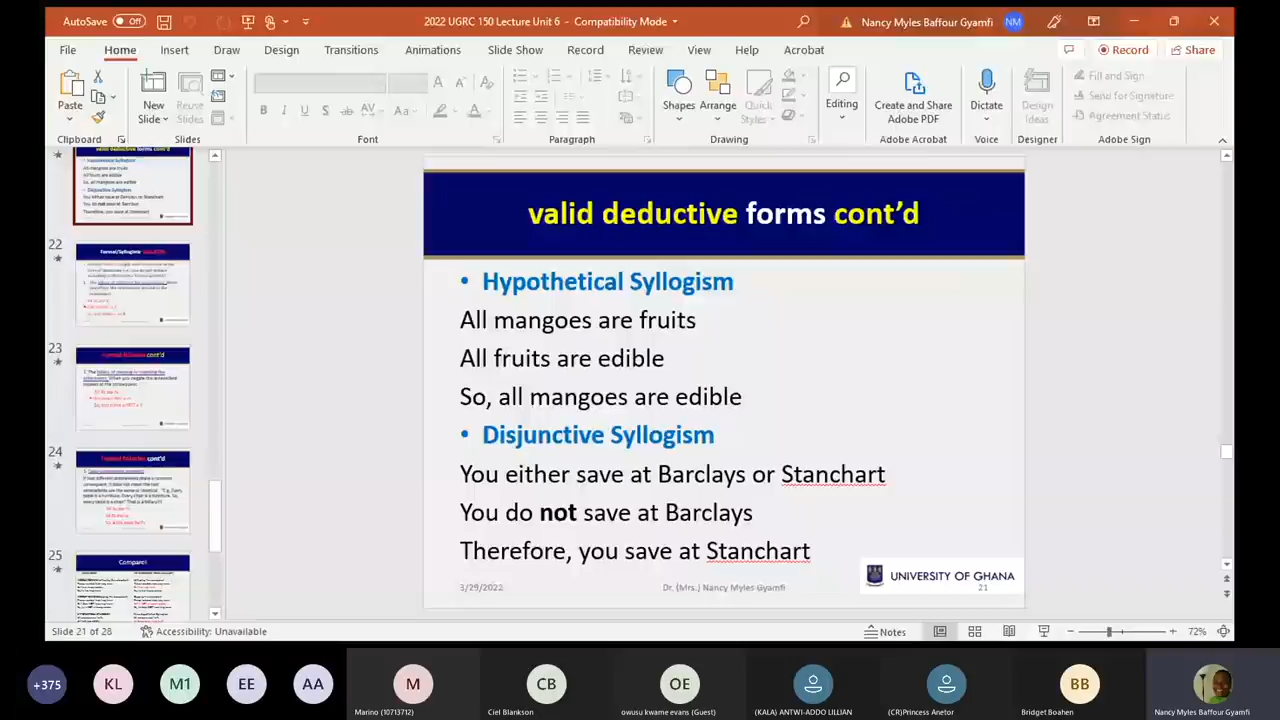 AutoSave Off 2022 UGRC 150 Lecture Unit 6 - Compatibility Mode Nancy Myles Baffour Gyamfi NM
File Home Insert Draw Design Transitions Animations Slide Show Record Review View Help Acrobat Record Share
Paste New Slide Reuse Slides Shapes Arrange Quick Styles Editing Create and Share Adobe PDF Dictate Design Ideas Fill and Sign Send for Signature Agreement Status
Clipboard Slides Font Paragraph Drawing Adobe Acrobat Voice Designer Adobe Sign
valid deductive forms cont'd
• Hypothetical Syllogism
All mangoes are fruits
All fruits are edible
So, all mangoes are edible
• Disjunctive Syllogism
You either save at Barclays or Stanchart
You do not save at Barclays
Therefore, you save at Stanchart
3/29/2022 Dr. (Mrs.) Nancy Myles Gyamfi UNIVERSITY OF GHANA 21
22
23
24
25
Compare!
Slide 21 of 28 Accessibility: Unavailable Notes 72%
+375 KL M1 EE AA M CB OE BB
Marino (10713712) Ciel Blankson owusu kwame evans (Guest) (KALA) ANTWI-ADDO LILLIAN (CR)Princess Anetor Bridget Boahen Nancy Myles Baffour Gyamfi